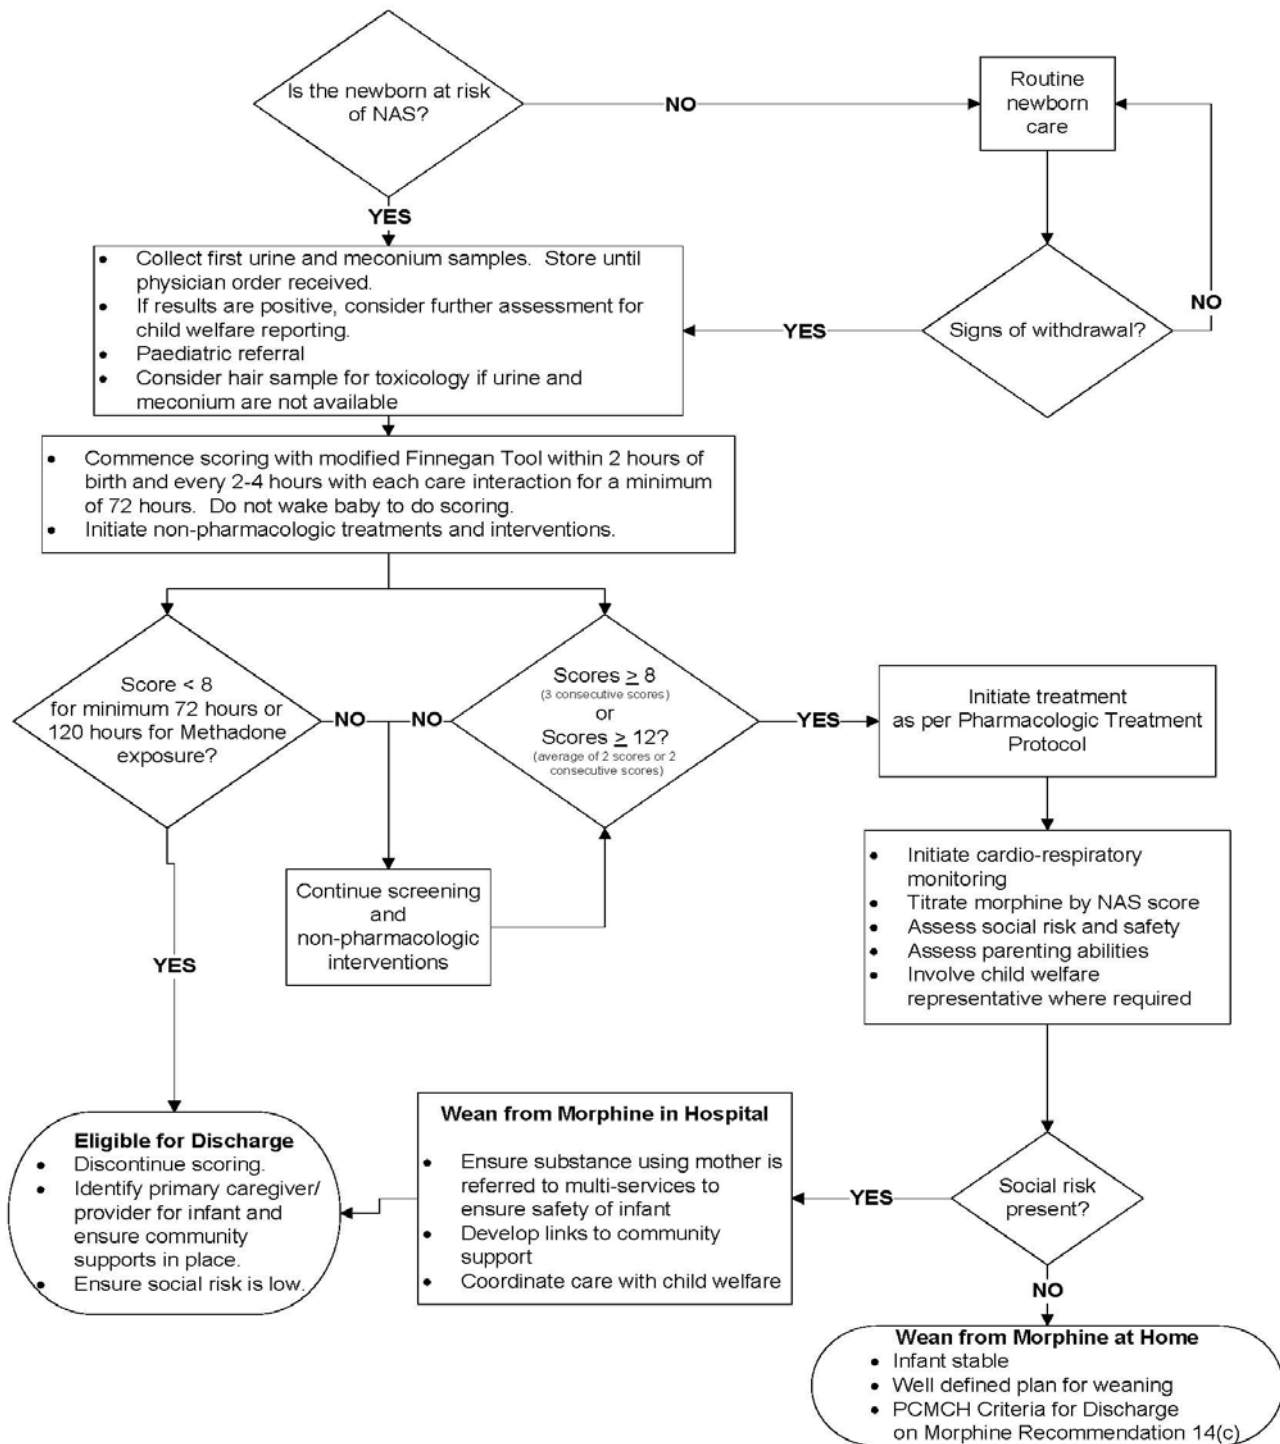 Is the newborn at risk
of NAS?
NO
Routine
newborn
care
YES
• Collect first urine and meconium samples. Store until
physician order received.
• If results are positive, consider further assessment for
child welfare reporting.
• Paediatric referral
• Consider hair sample for toxicology if urine and
meconium are not available
YES
Signs of withdrawal?
NO
• Commence scoring with modified Finnegan Tool within 2 hours of
birth and every 2-4 hours with each care interaction for a minimum
of 72 hours. Do not wake baby to do scoring.
• Initiate non-pharmacologic treatments and interventions.
Score < 8
for minimum 72 hours or
120 hours for Methadone
exposure?
NO
NO
Scores ≥ 8
(3 consecutive scores)
or
Scores ≥ 12?
(average of 2 scores or 2
consecutive scores)
YES
Initiate treatment
as per Pharmacologic Treatment
Protocol
Continue screening
and
non-pharmacologic
interventions
• Initiate cardio-respiratory
monitoring
• Titrate morphine by NAS score
• Assess social risk and safety
• Assess parenting abilities
• Involve child welfare
representative where required
YES
Eligible for Discharge
• Discontinue scoring.
• Identify primary caregiver/
provider for infant and
ensure community
supports in place.
• Ensure social risk is low.
Wean from Morphine in Hospital
• Ensure substance using mother is
referred to multi-services to
ensure safety of infant
• Develop links to community
support
• Coordinate care with child welfare
YES
Social risk
present?
NO
Wean from Morphine at Home
• Infant stable
• Well defined plan for weaning
• PCMCH Criteria for Discharge
on Morphine Recommendation 14(c)